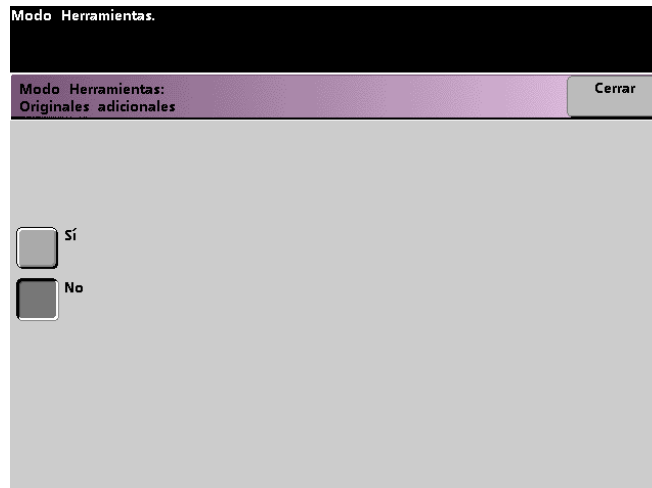 Modo Herramientas.
Modo Herramientas:
Originales adicionales
Cerrar
Sí
No